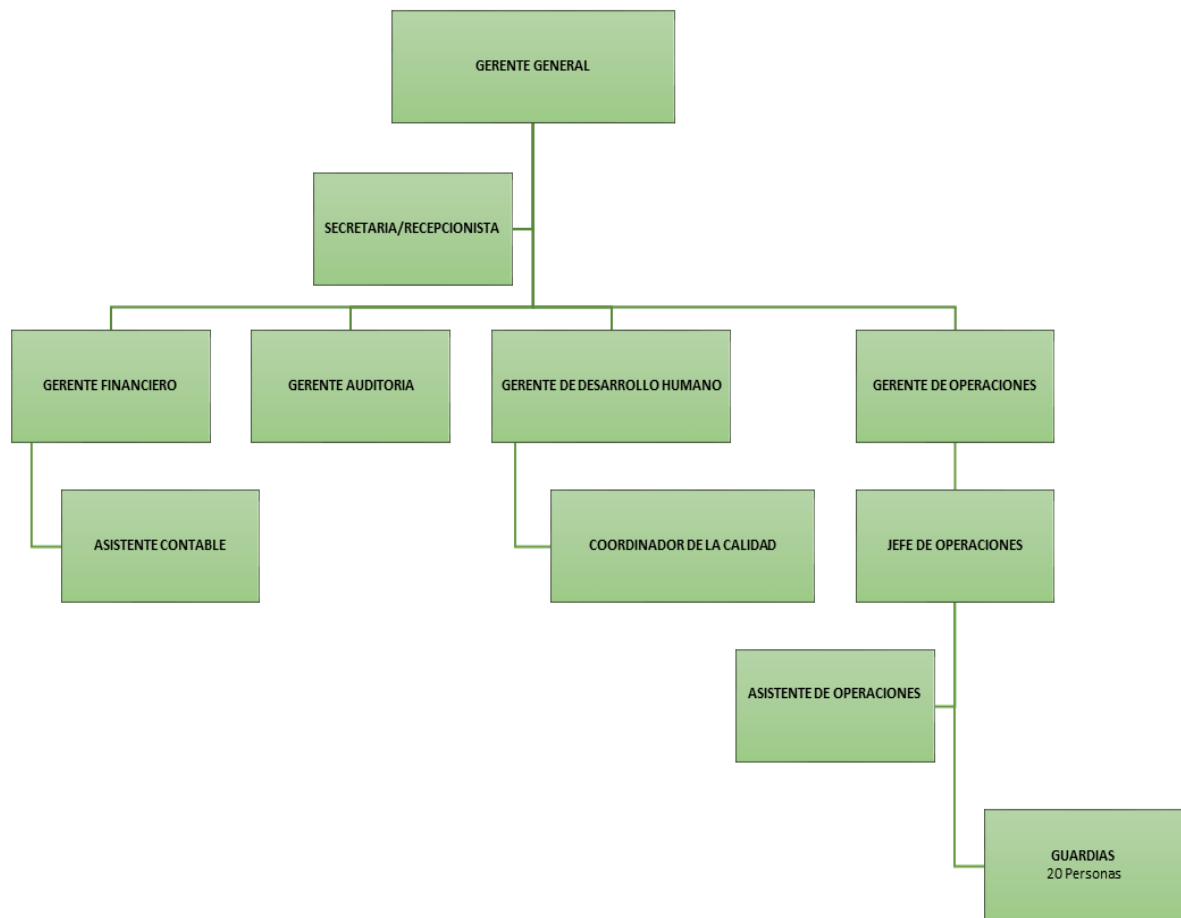 GERENTE GENERAL
SECRETARIA/RECEPCIONISTA
GERENTE FINANCIERO
GERENTE AUDITORIA
GERENTE DE DESARROLLO HUMANO
GERENTE DE OPERACIONES
ASISTENTE CONTABLE
COORDINADOR DE LA CALIDAD
JEFE DE OPERACIONES
ASISTENTE DE OPERACIONES
GUARDIAS
20 Personas